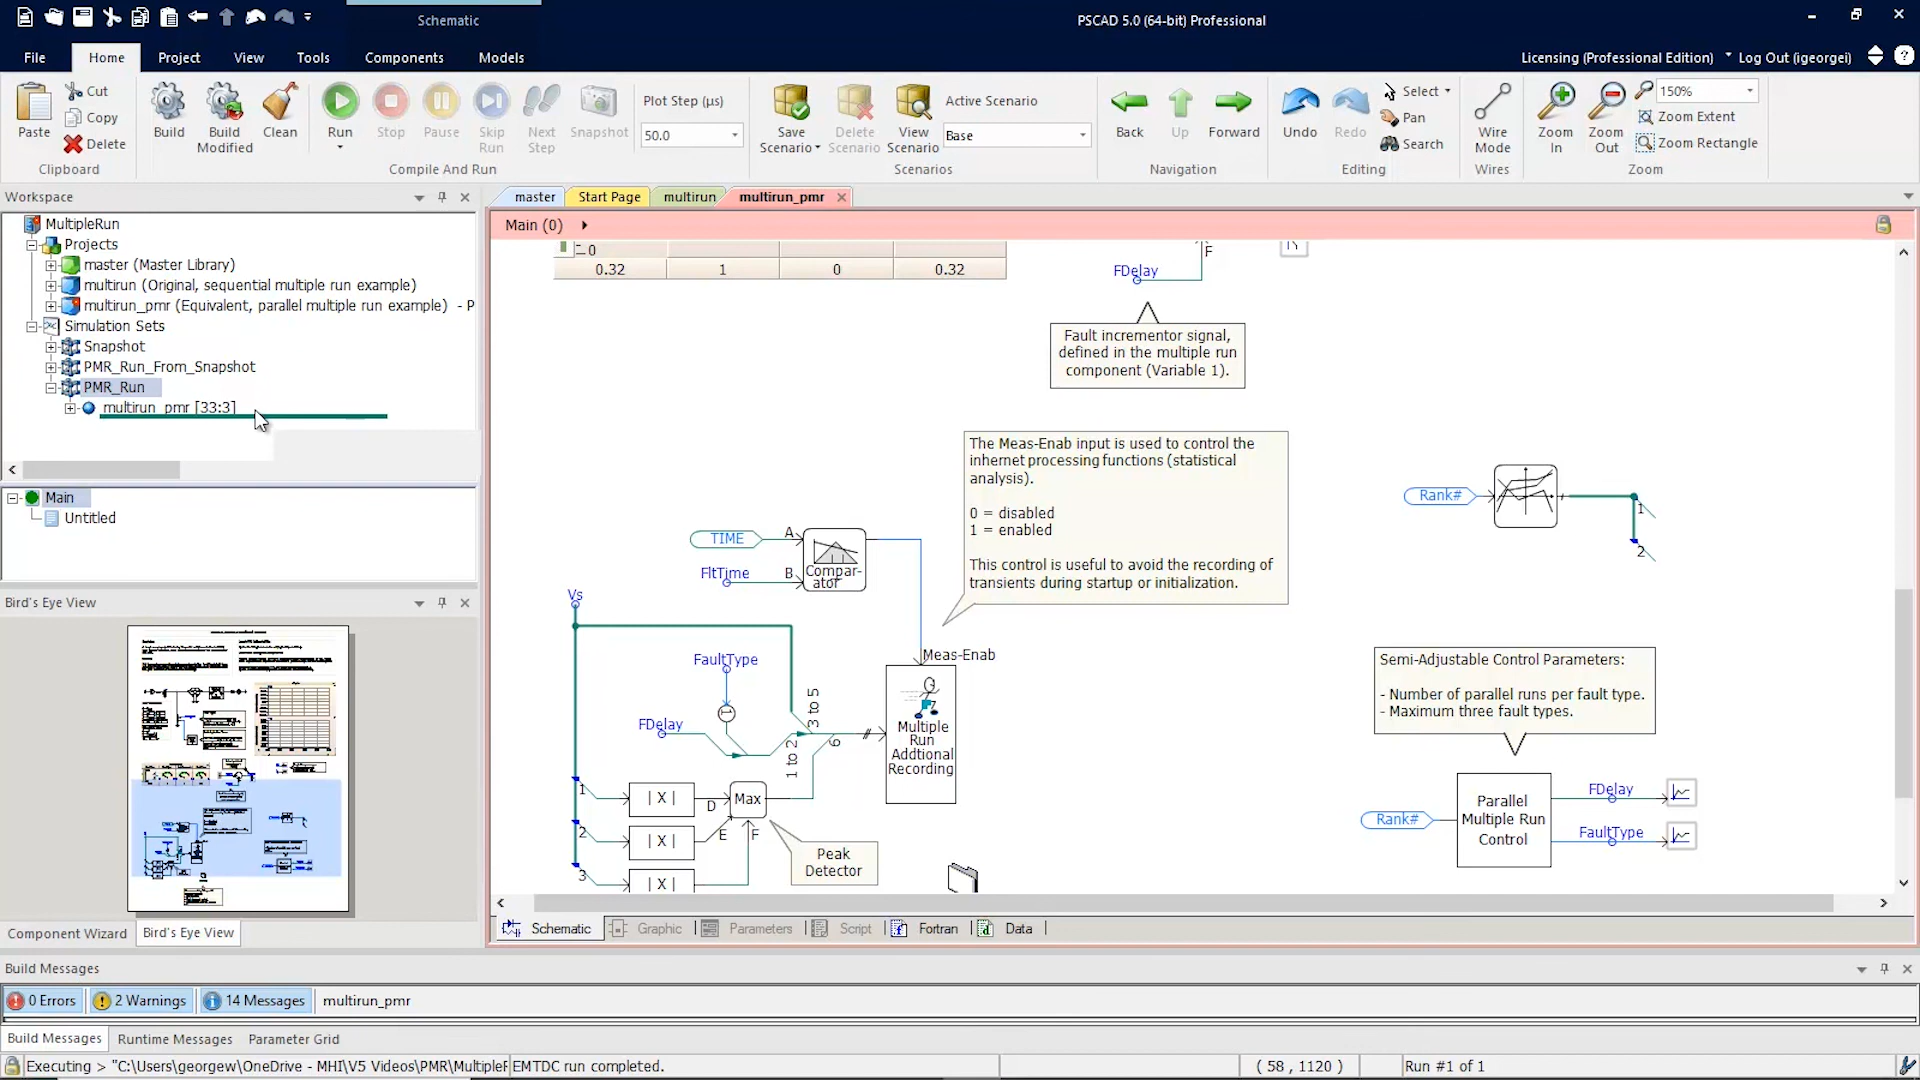 Schematic
PSCAD 5.0 (64-bit) Professional
File
Home
Project
View
Tools
Components
Models
Licensing (Professional Edition)
Log Out (igeorgei)
Paste
Cut
Copy
Delete
Clipboard
Build
Build Modified
Clean
Run
Stop
Pause
Skip Run
Next Step
Snapshot
Plot Step (µs)
50.0
Compile And Run
Save Scenario
Delete Scenario
View Scenario
Active Scenario
Base
Scenarios
Back
Up
Forward
Navigation
Undo
Redo
Select
Pan
Search
Editing
Wire Mode
Wires
Zoom In
Zoom Out
150%
Zoom Extent
Zoom Rectangle
Zoom
Workspace
MultipleRun
Projects
master (Master Library)
multirun (Original, sequential multiple run example)
multirun_pmr (Equivalent, parallel multiple run example) - P
Simulation Sets
Snapshot
PMR_Run_From_Snapshot
PMR_Run
multirun_pmr [33:3]
Main
Untitled
Bird's Eye View
Component Wizard
Bird's Eye View
master
Start Page
multirun
multirun_pmr
Main (0)
0
0.32
1
0
0.32
F
FDelay
Fault incrementor signal,
defined in the multiple run
component (Variable 1).
The Meas-Enab input is used to control the
inhernet processing functions (statistical
analysis).
0 = disabled
1 = enabled
This control is useful to avoid the recording of
transients during startup or initialization.
TIME
A
FltTime
B
Compar-
ator
Vs
Meas-Enab
FaultType
1
FDelay
3 to 5
1 to 2
6
Multiple
Run
Addtional
Recording
1
|X|
D
Max
2
|X|
E
F
3
|X|
Peak
Detector
Rank#
1
2
Semi-Adjustable Control Parameters:
- Number of parallel runs per fault type.
- Maximum three fault types.
Rank#
Parallel
Multiple Run
Control
FDelay
FaultType
Schematic
Graphic
Parameters
Script
Fortran
Data
Build Messages
0 Errors
2 Warnings
14 Messages
multirun_pmr
Build Messages
Runtime Messages
Parameter Grid
Executing > "C:\Users\georgew\OneDrive - MHI\V5 Videos\PMR\MultipleR
EMTDC run completed.
(58 , 1120 )
Run #1 of 1